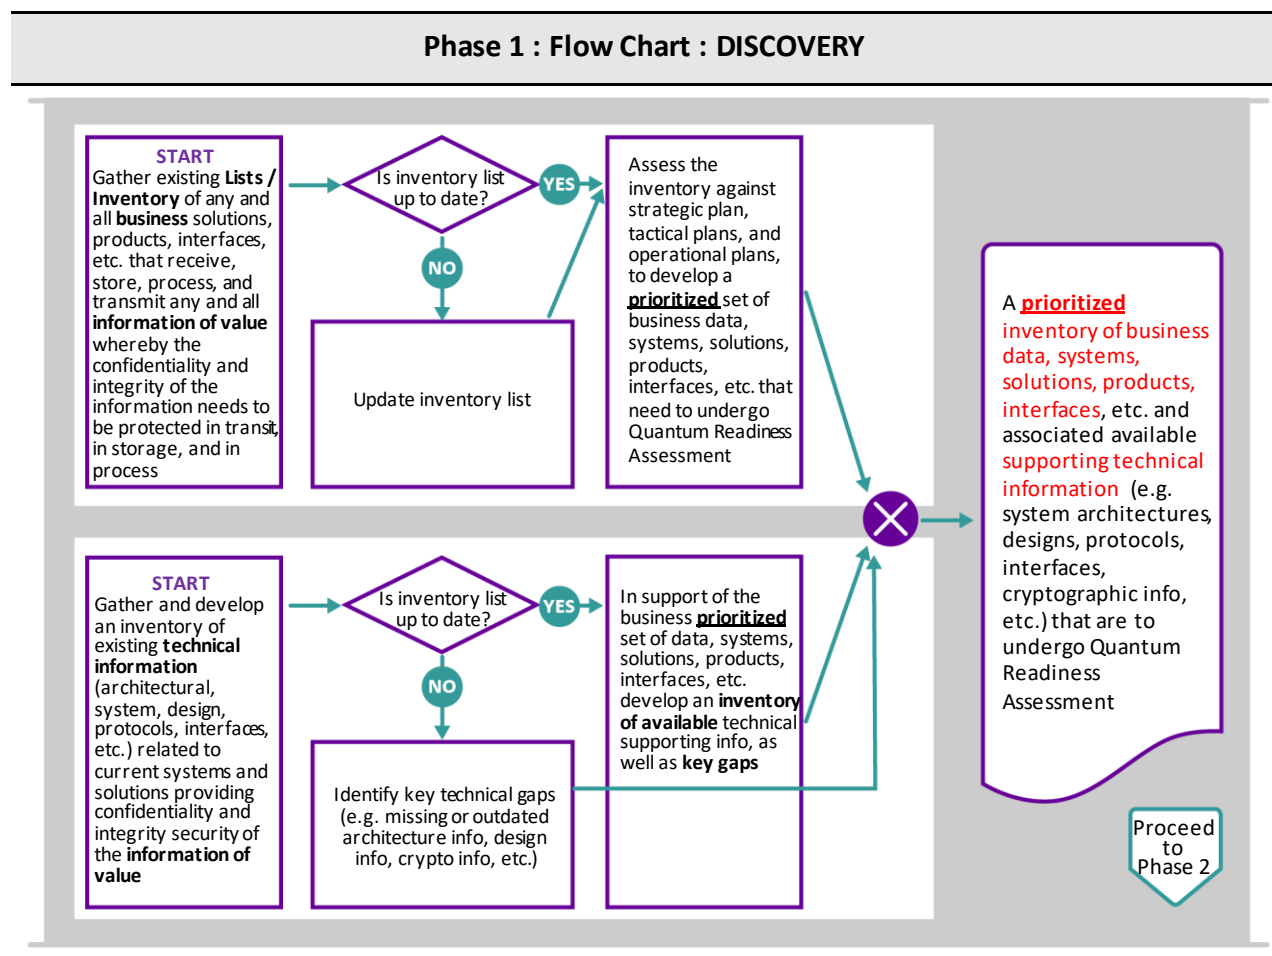 Phase 1 : Flow Chart : DISCOVERY
START
Gather existing Lists /
Inventory of any and
all business solutions,
products, interfaces,
etc. that receive,
store, process, and
transmit any and all
information of value
whereby the
confidentiality and
integrity of the
information needs to
be protected in transit,
in storage, and in
process
Is inventory list
up to date?
YES
NO
Update inventory list
Assess the
inventory against
strategic plan,
tactical plans, and
operational plans,
to develop a
prioritized set of
business data,
systems, solutions,
products,
interfaces, etc. that
need to undergo
Quantum Readiness
Assessment
START
Gather and develop
an inventory of
existing technical
information
(architectural,
system, design,
protocols, interfaces,
etc.) related to
current systems and
solutions providing
confidentiality and
integrity security of
the information of
value
Is inventory list
up to date?
YES
NO
Identify key technical gaps
(e.g. missing or outdated
architecture info, design
info, crypto info, etc.)
In support of the
business prioritized
set of data, systems,
solutions, products,
interfaces, etc.
develop an inventory
of available technical
supporting info, as
well as key gaps
A prioritized
inventory of business
data, systems,
solutions, products,
interfaces, etc. and
associated available
supporting technical
information (e.g.
system architectures,
designs, protocols,
interfaces,
cryptographic info,
etc.) that are to
undergo Quantum
Readiness
Assessment
Proceed
to
Phase 2